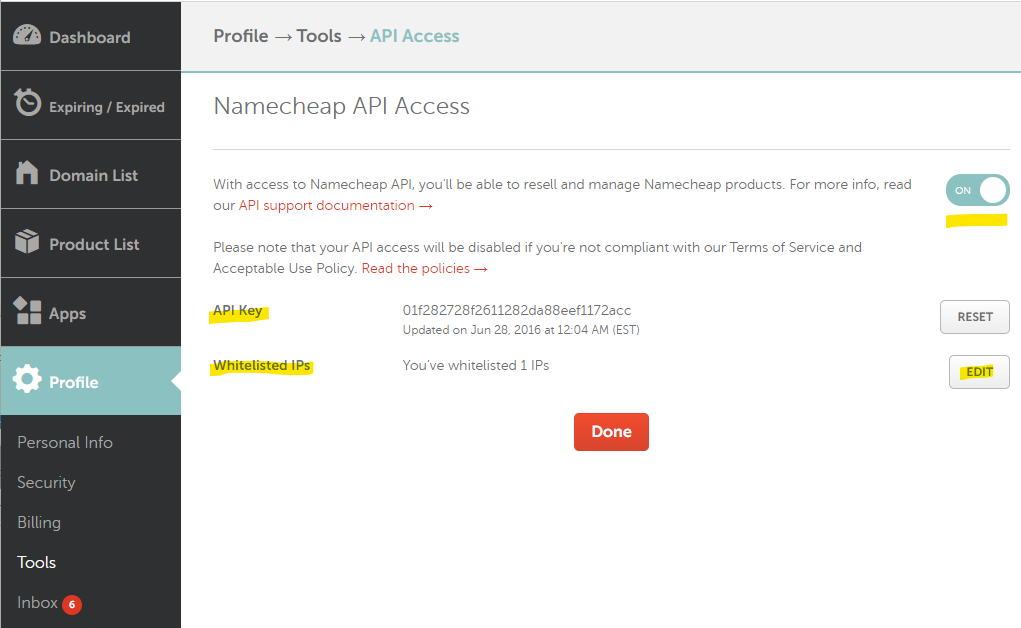 Dashboard
Expiring / Expired
Domain List
Product List
Apps
Profile
Personal Info
Security
Billing
Tools
Inbox 6
Profile → Tools → API Access
Namecheap API Access
With access to Namecheap API, you'll be able to resell and manage Namecheap products. For more info, read
our API support documentation →
ON
Please note that your API access will be disabled if you're not compliant with our Terms of Service and
Acceptable Use Policy. Read the policies →
API Key 01f282728f2611282da88eef1172acc RESET
Updated on Jun 28, 2016 at 12:04 AM (EST)
Whitelisted IPs You've whitelisted 1 IPs EDIT
Done